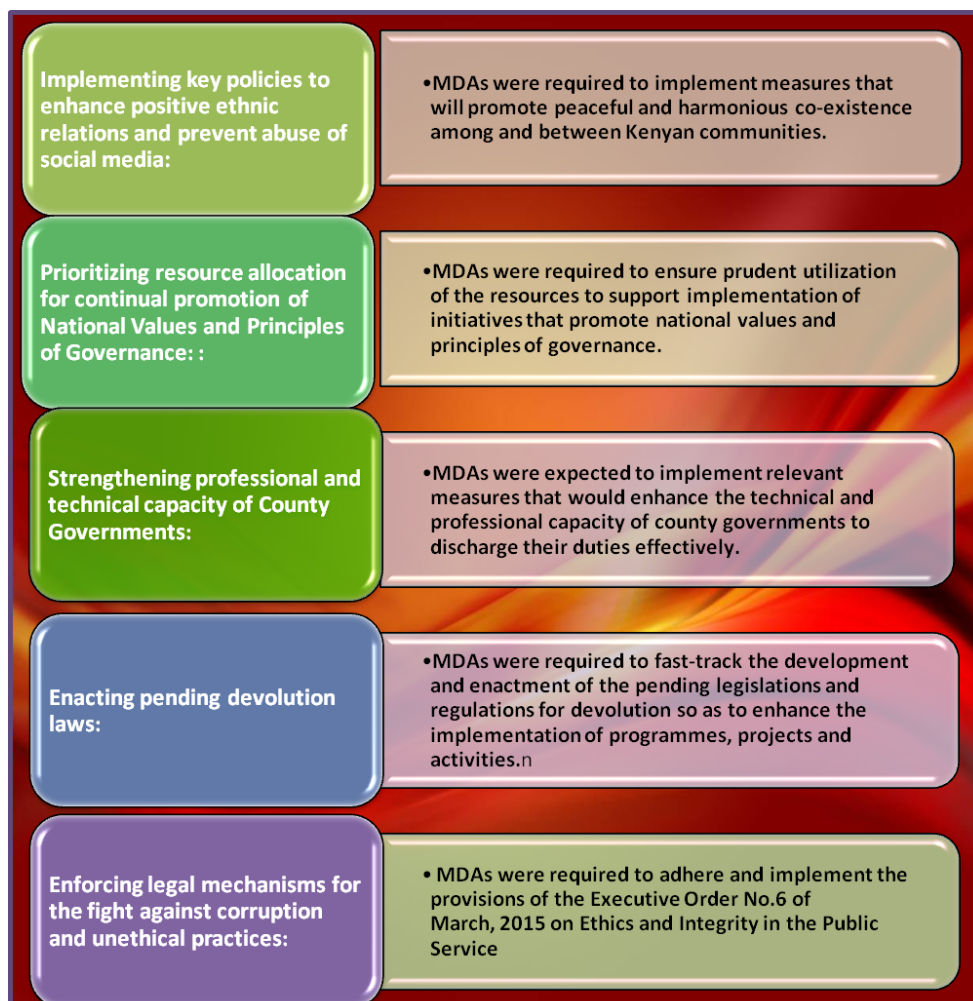 Implementing key policies to
enhance positive ethnic
relations and prevent abuse of
social media:
•MDAs were required to implement measures that
will promote peaceful and harmonious co-existence
among and between Kenyan communities.
Prioritizing resource allocation
for continual promotion of
National Values and Principles
of Governance: :
•MDAs were required to ensure prudent utilization
of the resources to support implementation of
initiatives that promote national values and
principles of governance.
Strengthening professional and
technical capacity of County
Governments:
•MDAs were expected to implement relevant
measures that would enhance the technical and
professional capacity of county governments to
discharge their duties effectively.
Enacting pending devolution
laws:
•MDAs were required to fast-track the development
and enactment of the pending legislations and
regulations for devolution so as to enhance the
implementation of programmes, projects and
activities.n
Enforcing legal mechanisms for
the fight against corruption
and unethical practices:
• MDAs were required to adhere and implement the
provisions of the Executive Order No.6 of
March, 2015 on Ethics and Integrity in the Public
Service